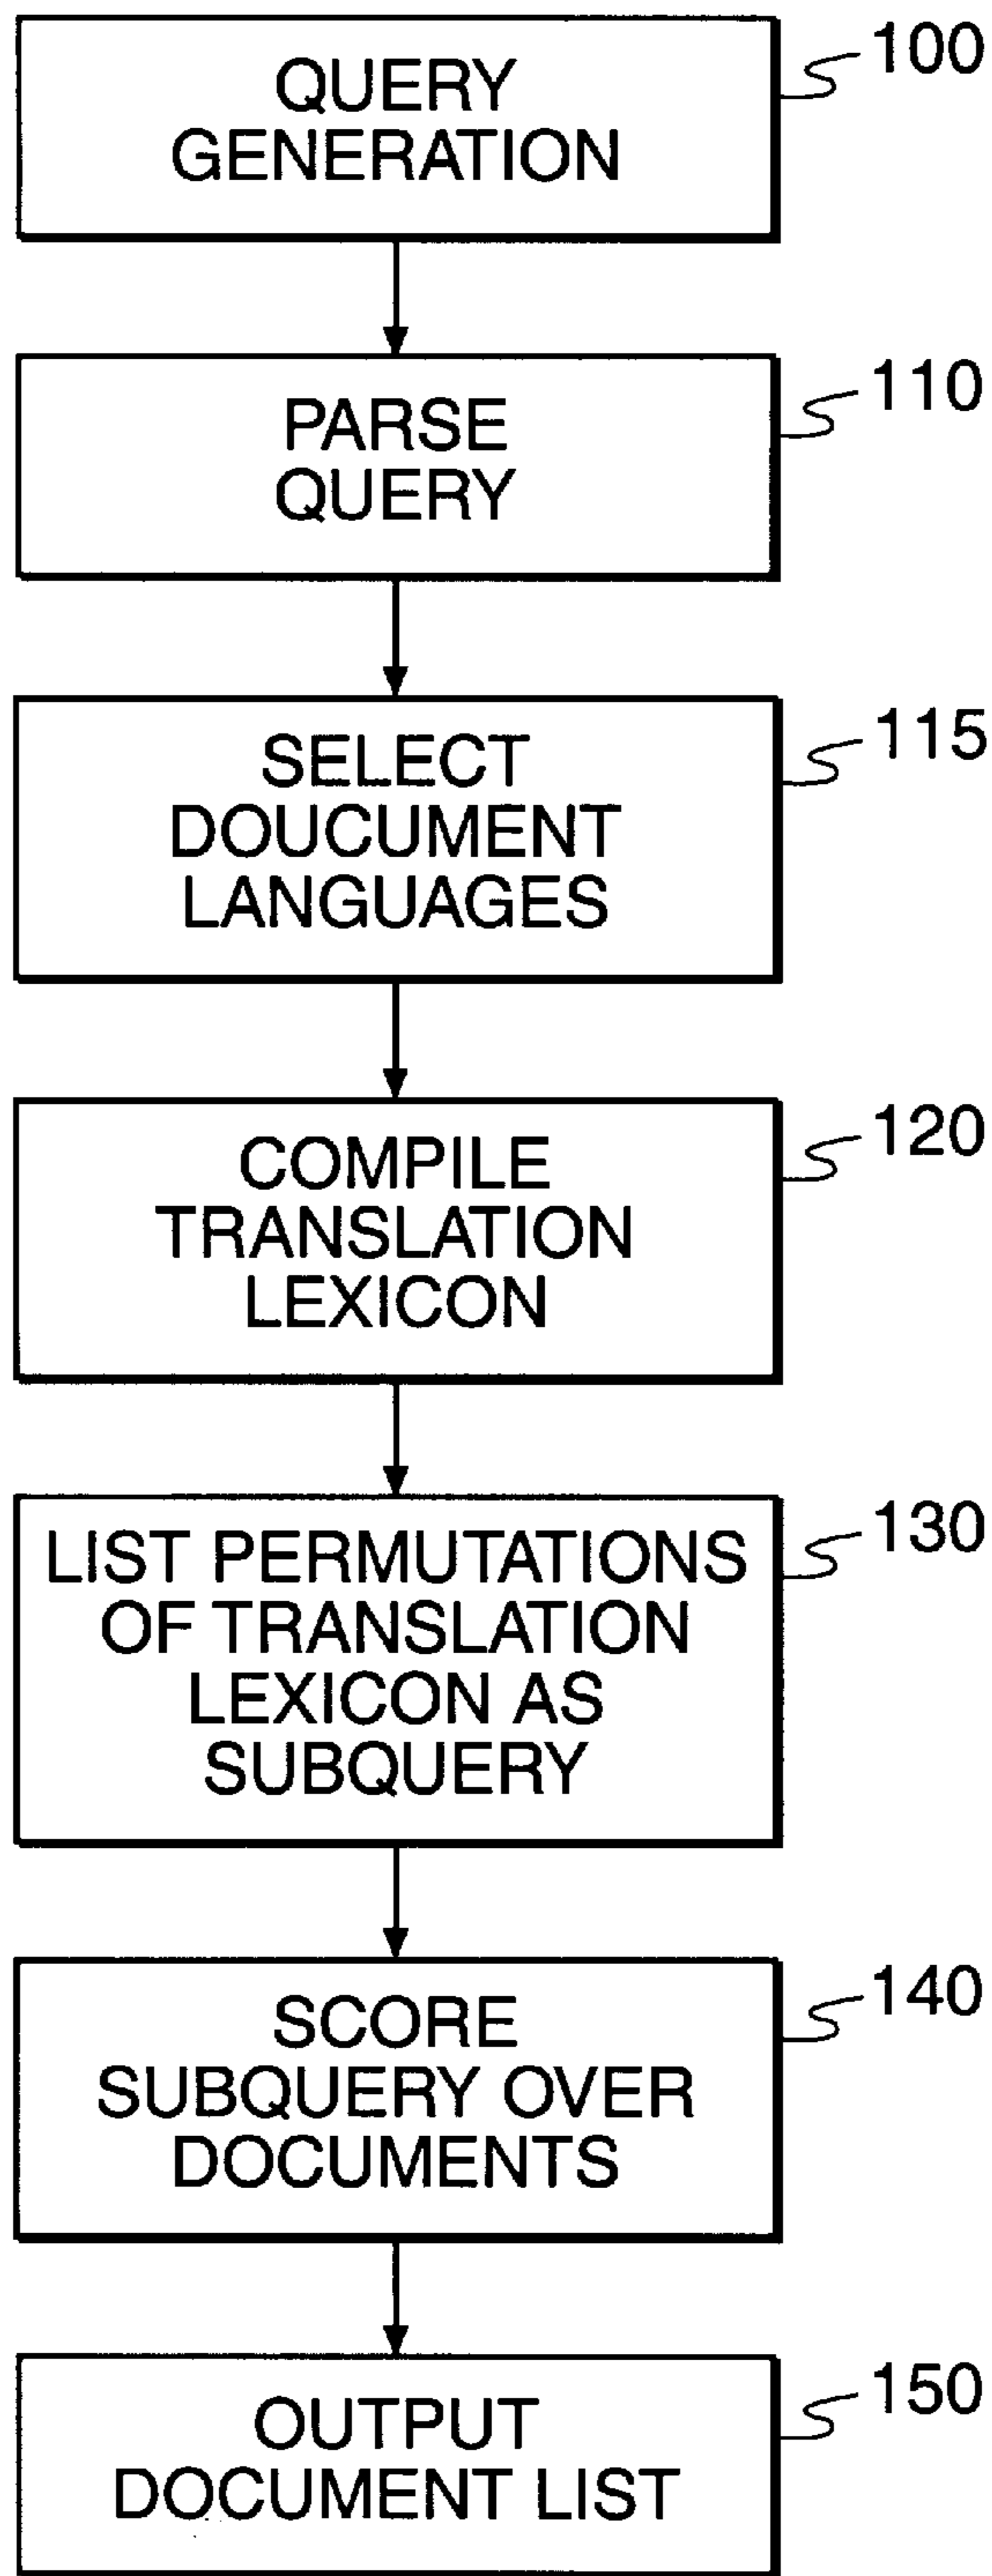 QUERY
GENERATION
100
PARSE
QUERY
110
SELECT
DOUCUMENT
LANGUAGES
115
COMPILE
TRANSLATION
LEXICON
120
LIST PERMUTATIONS
OF TRANSLATION
LEXICON AS
SUBQUERY
130
SCORE
SUBQUERY OVER
DOCUMENTS
140
OUTPUT
DOCUMENT LIST
150